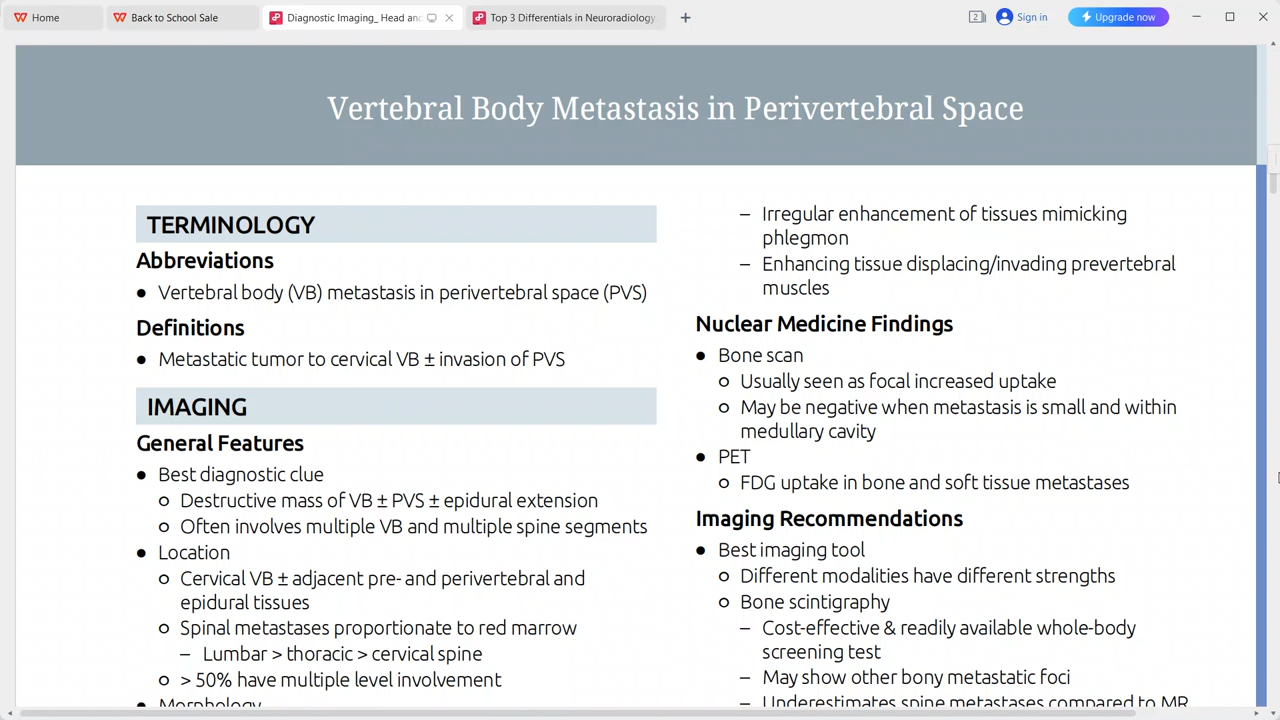 Home
Back to School Sale
Diagnostic Imaging_ Head and
Top 3 Differentials in Neuroradiology
2
Sign in
Upgrade now
Vertebral Body Metastasis in Perivertebral Space
TERMINOLOGY
Abbreviations
● Vertebral body (VB) metastasis in perivertebral space (PVS)
Definitions
● Metastatic tumor to cervical VB ± invasion of PVS
IMAGING
General Features
● Best diagnostic clue
○ Destructive mass of VB ± PVS ± epidural extension
○ Often involves multiple VB and multiple spine segments
● Location
○ Cervical VB ± adjacent pre- and perivertebral and
epidural tissues
○ Spinal metastases proportionate to red marrow
– Lumbar > thoracic > cervical spine
○ > 50% have multiple level involvement
Morphology
– Irregular enhancement of tissues mimicking
phlegmon
– Enhancing tissue displacing/invading prevertebral
muscles
Nuclear Medicine Findings
● Bone scan
○ Usually seen as focal increased uptake
○ May be negative when metastasis is small and within
medullary cavity
● PET
○ FDG uptake in bone and soft tissue metastases
Imaging Recommendations
● Best imaging tool
○ Different modalities have different strengths
○ Bone scintigraphy
– Cost-effective & readily available whole-body
screening test
– May show other bony metastatic foci
– Underestimates spine metastases compared to MR